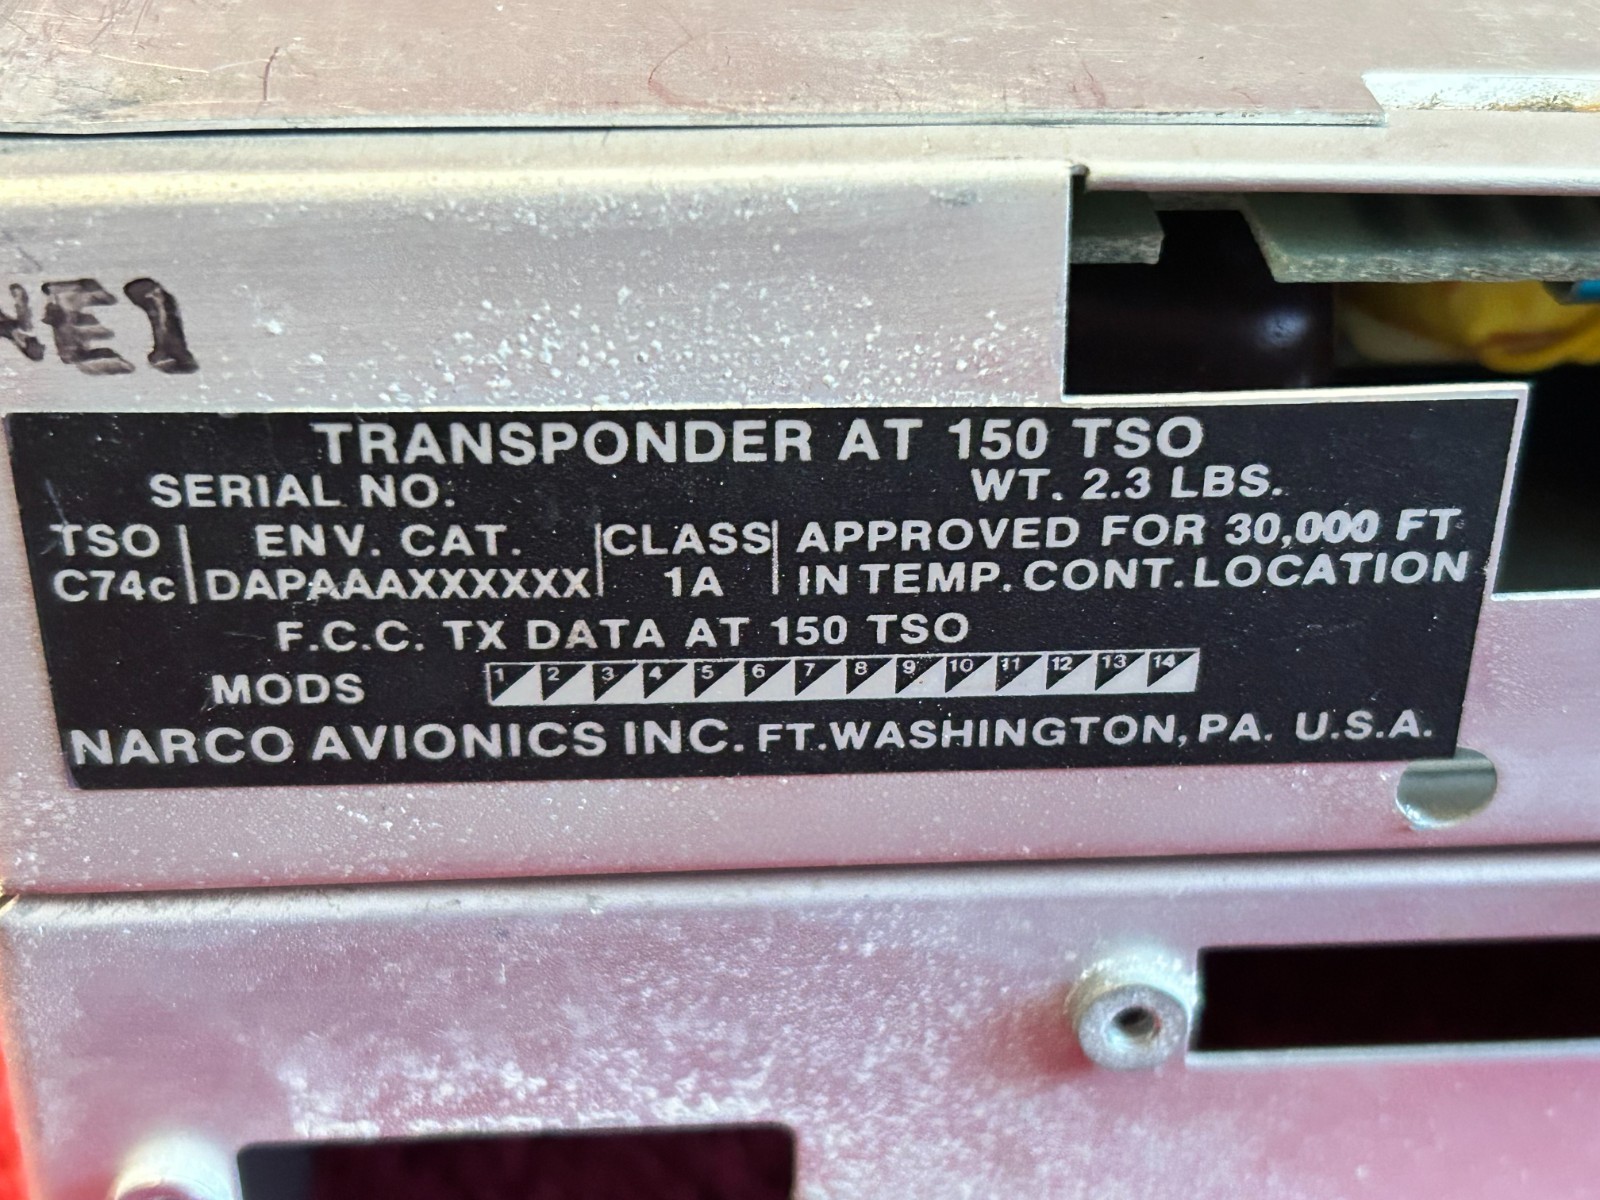 NE1
TRANSPONDER AT 150 TSO
SERIAL NO. WT. 2.3 LBS.
TSO ENV. CAT. CLASS APPROVED FOR 30,000 FT
C74c DAPAAAXXXXXX 1A IN TEMP. CONT. LOCATION
F.C.C. TX DATA AT 150 TSO
MODS 1 2 3 4 5 6 7 8 9 10 11 12 13 14
NARCO AVIONICS INC. FT. WASHINGTON, PA. U.S.A.